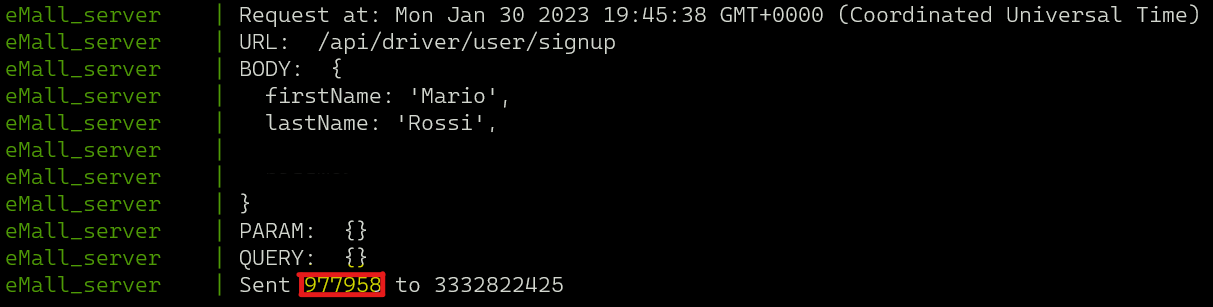 eMall_server | Request at: Mon Jan 30 2023 19:45:38 GMT+0000 (Coordinated Universal Time)
eMall_server | URL:  /api/driver/user/signup
eMall_server | BODY:  {
eMall_server |   firstName: 'Mario',
eMall_server |   lastName: 'Rossi',
eMall_server |
eMall_server |
eMall_server | }
eMall_server | PARAM:  {}
eMall_server | QUERY:  {}
eMall_server | Sent 977958 to 3332822425